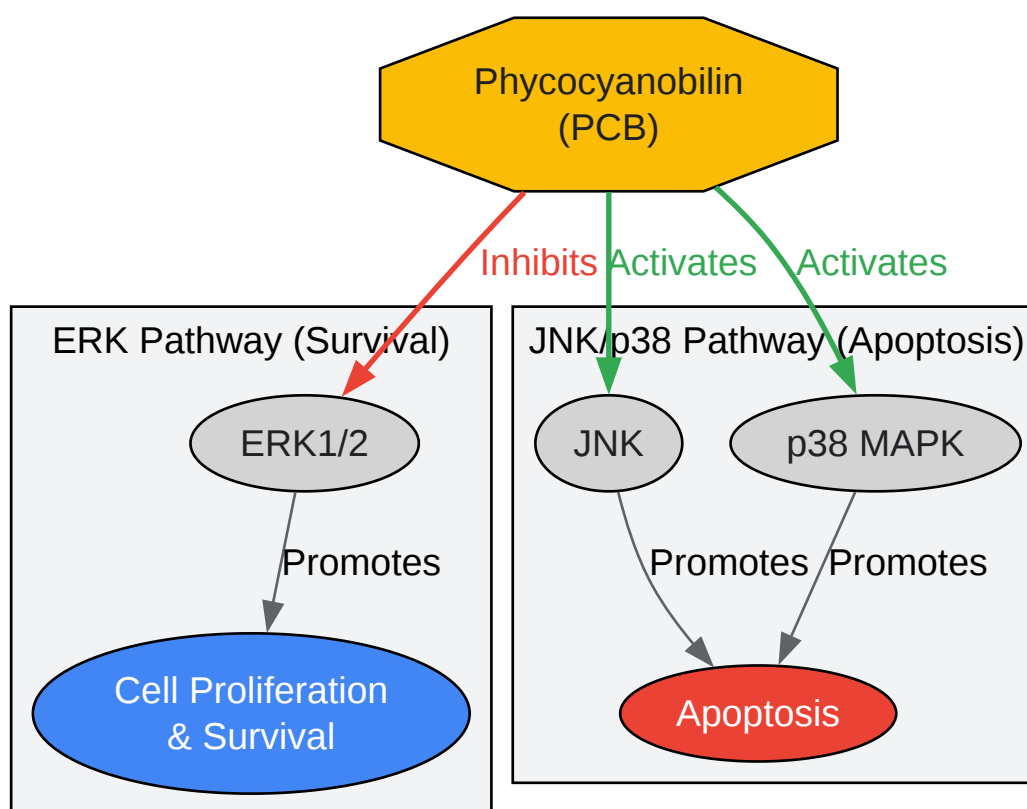 Phycocyanobilin
(PCB)
Inhibits
Activates
Activates
ERK Pathway (Survival)
JNK/p38 Pathway (Apoptosis)
ERK1/2
JNK
p38 MAPK
Promotes
Promotes
Promotes
Cell Proliferation
& Survival
Apoptosis